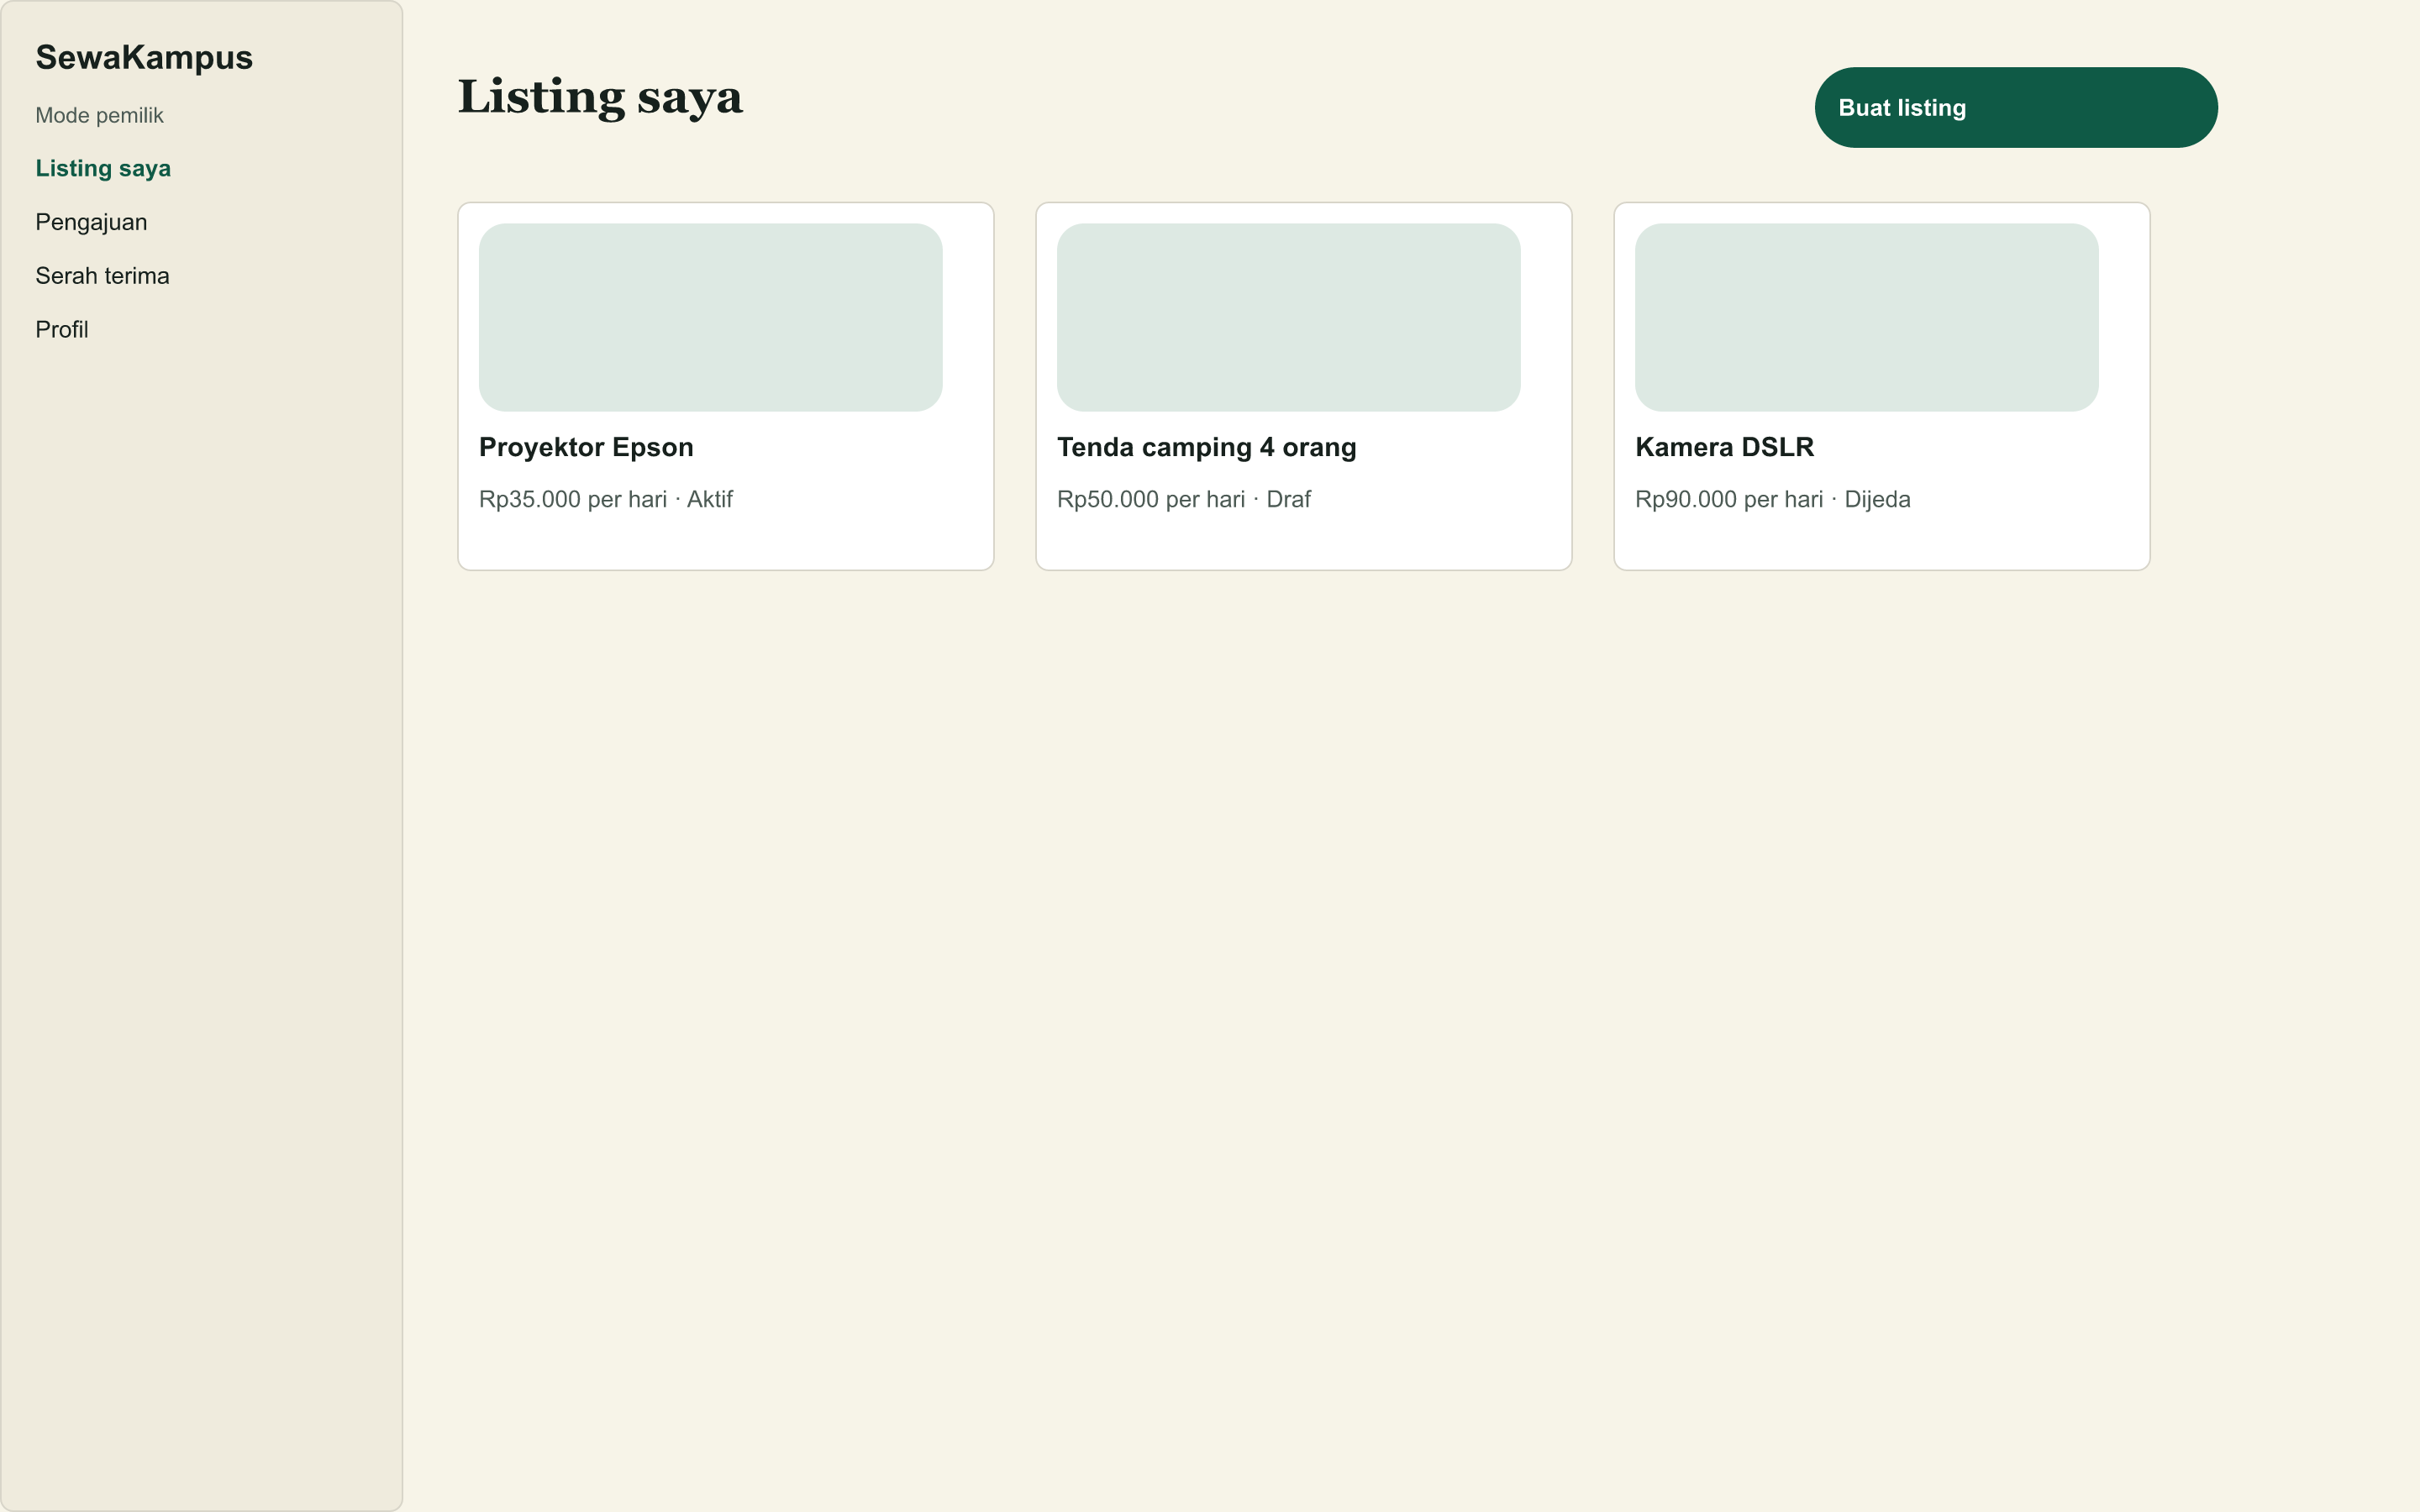 SewaKampus
Mode pemilik
Listing saya
Pengajuan
Serah terima
Profil
Listing saya
Buat listing
Proyektor Epson
Rp35.000 per hari · Aktif
Tenda camping 4 orang
Rp50.000 per hari · Draf
Kamera DSLR
Rp90.000 per hari · Dijeda